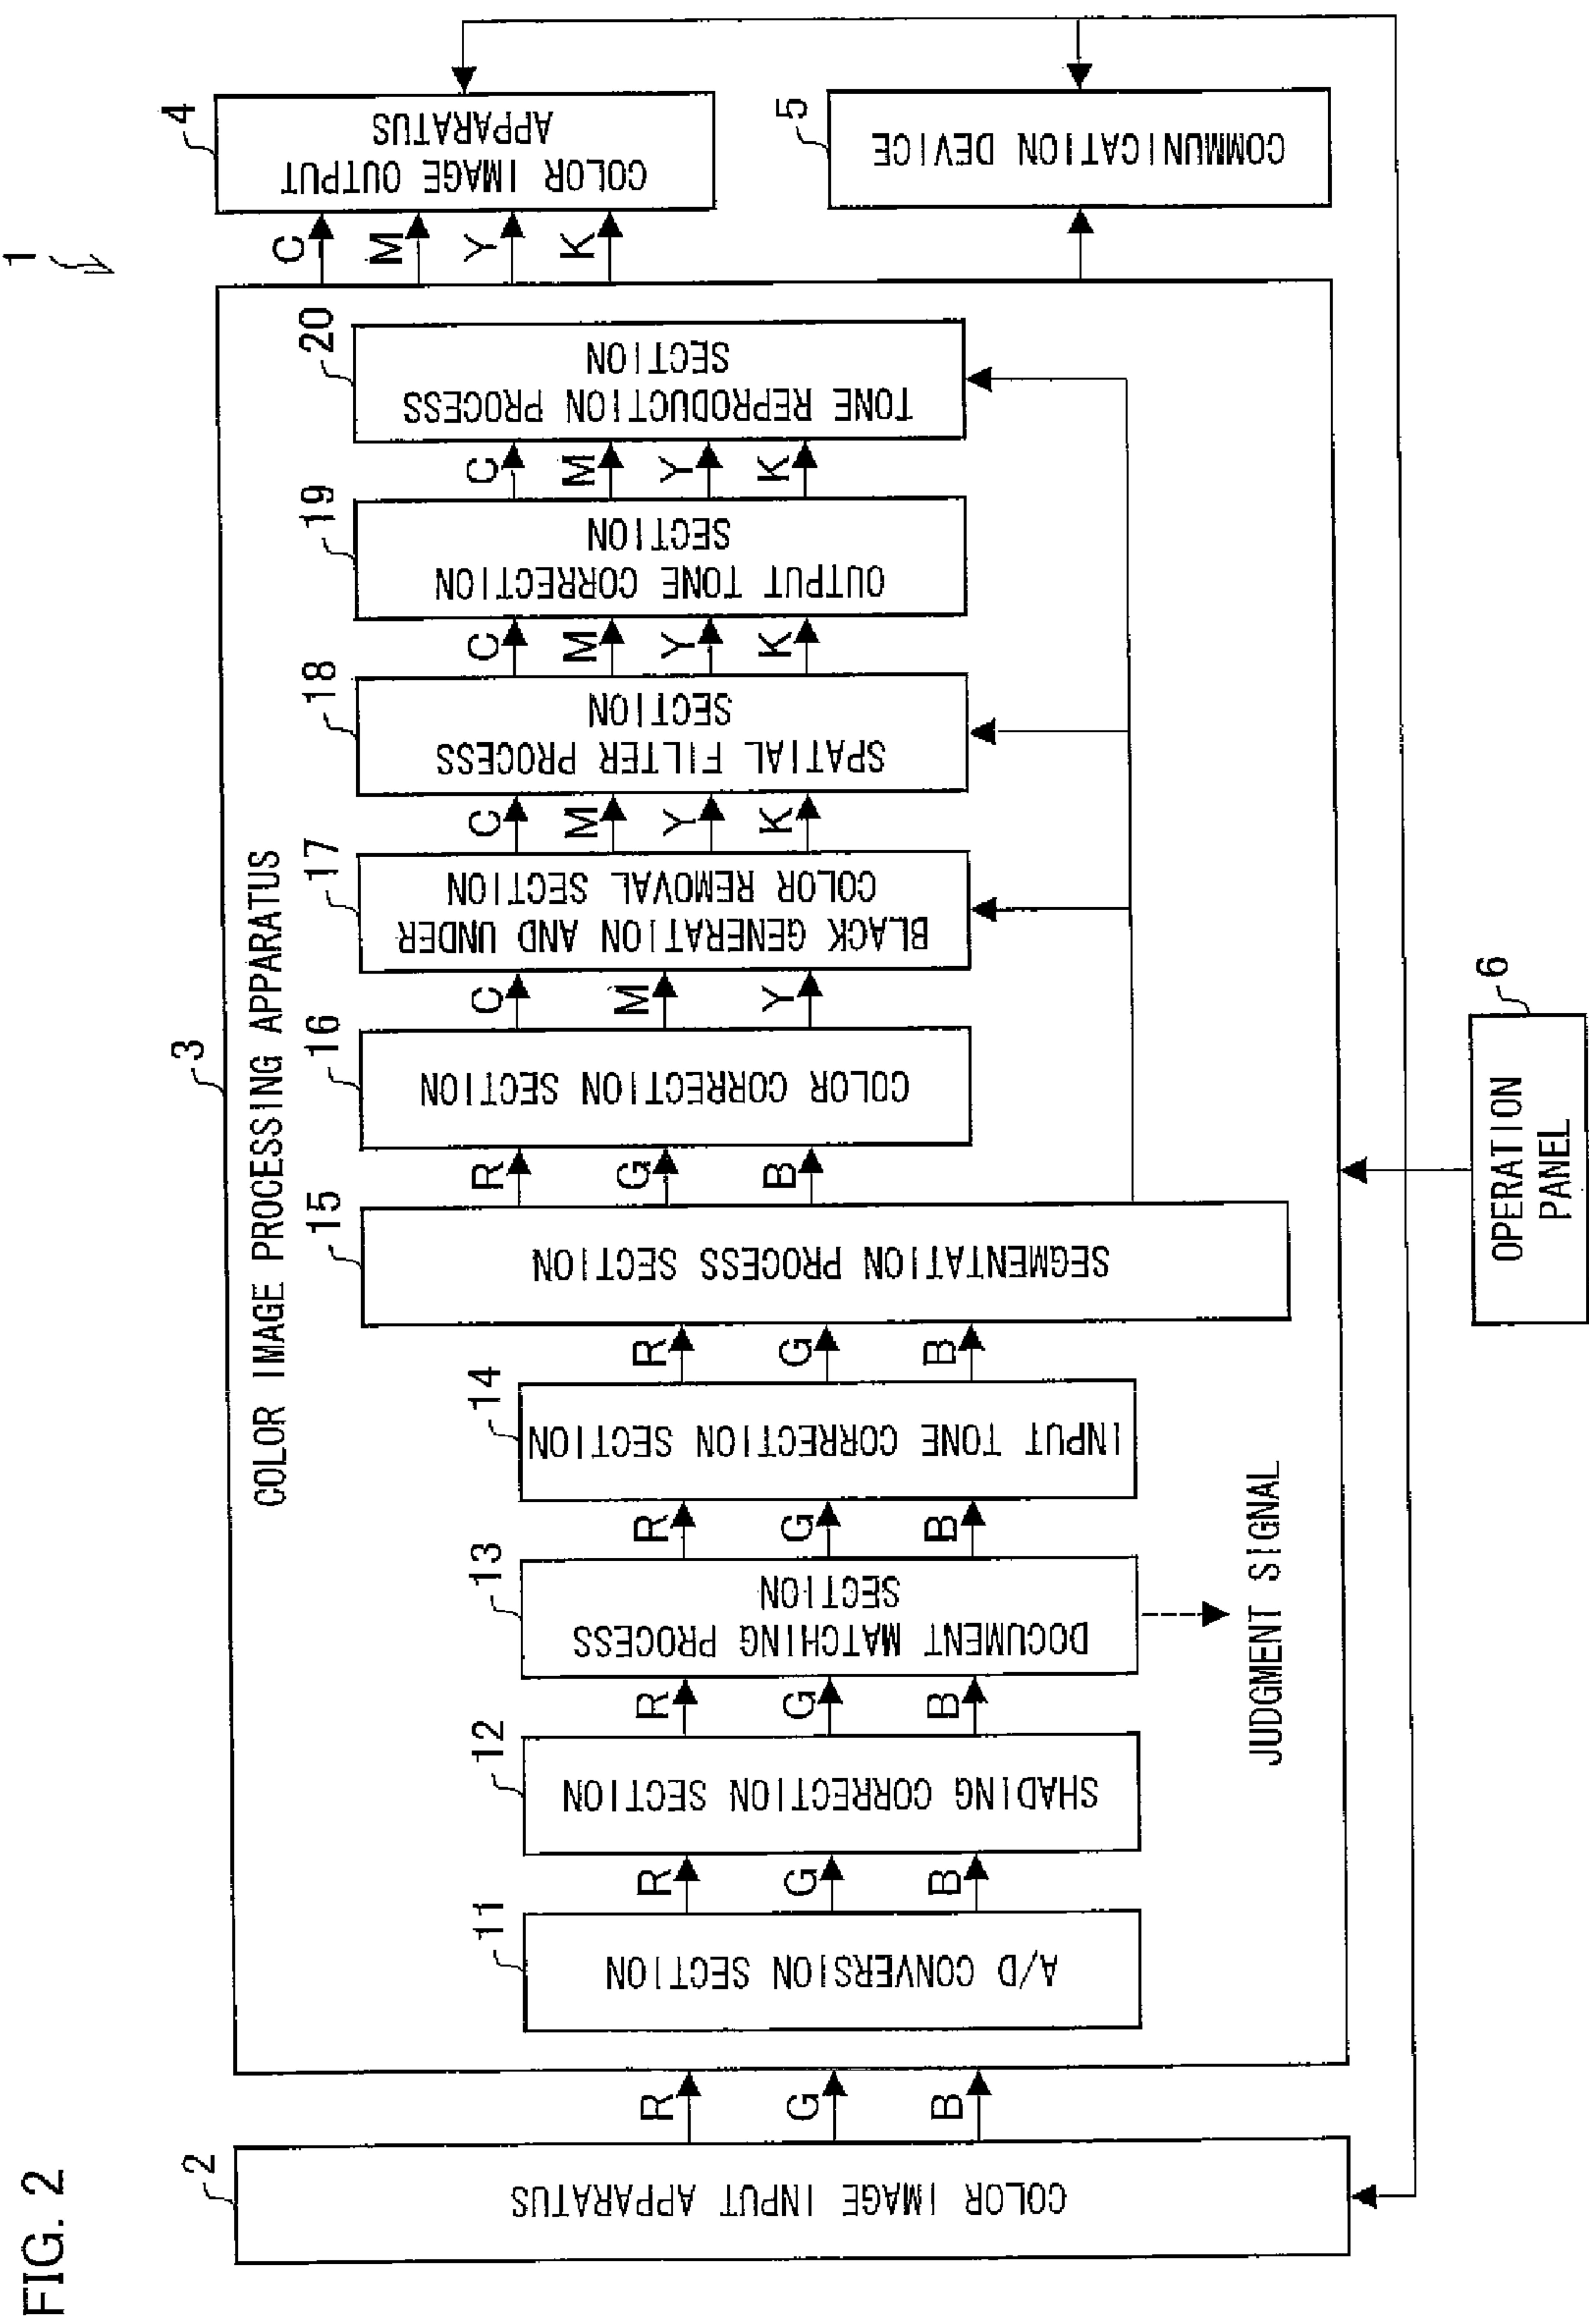 FIG. 2
1
3
COLOR IMAGE PROCESSING APPARATUS
2
COLOR IMAGE INPUT APPARATUS
R
G
B
11
A/D CONVERSION SECTION
R
G
B
12
SHADING CORRECTION SECTION
R
G
B
13
DOCUMENT MATCHING PROCESS
SECTION
JUDGMENT SIGNAL
R
G
B
14
INPUT TONE CORRECTION SECTION
R
G
B
15
SEGMENTATION PROCESS SECTION
R
G
B
16
COLOR CORRECTION SECTION
C
M
Y
17
BLACK GENERATION AND UNDER
COLOR REMOVAL SECTION
C
M
Y
K
18
SPATIAL FILTER PROCESS
SECTION
C
M
Y
K
19
OUTPUT TONE CORRECTION
SECTION
C
M
Y
K
20
TONE REPRODUCTION PROCESS
SECTION
C
M
Y
K
4
COLOR IMAGE OUTPUT
APPARATUS
5
COMMUNICATION DEVICE
6
OPERATION
PANEL